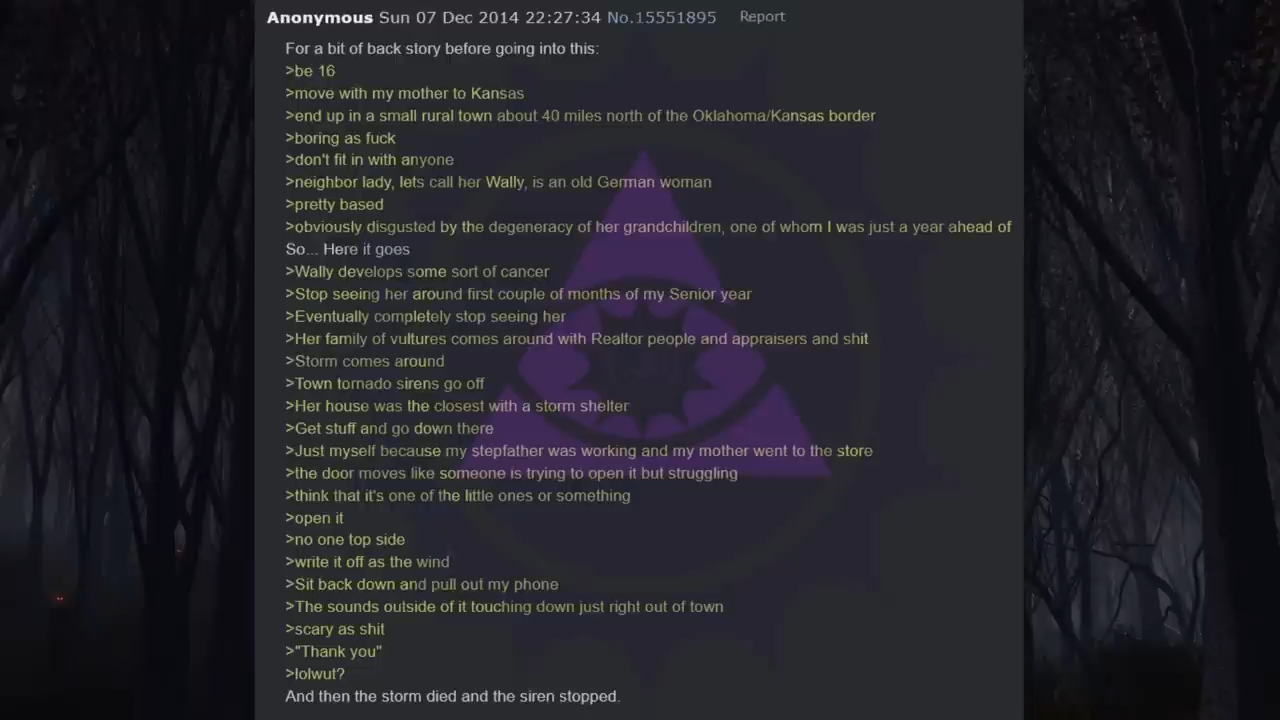 Anonymous Sun 07 Dec 2014 22:27:34 No.15551895 Report
For a bit of back story before going into this:
>be 16
>move with my mother to Kansas
>end up in a small rural town about 40 miles north of the Oklahoma/Kansas border
>boring as fuck
>don't fit in with anyone
>neighbor lady, lets call her Wally, is an old German woman
>pretty based
>obviously disgusted by the degeneracy of her grandchildren, one of whom I was just a year ahead of
So... Here it goes
>Wally develops some sort of cancer
>Stop seeing her around first couple of months of my Senior year
>Eventually completely stop seeing her
>Her family of vultures comes around with Realtor people and appraisers and shit
>Storm comes around
>Town tornado sirens go off
>Her house was the closest with a storm shelter
>Get stuff and go down there
>Just myself because my stepfather was working and my mother went to the store
>the door moves like someone is trying to open it but struggling
>think that it's one of the little ones or something
>open it
>no one top side
>write it off as the wind
>Sit back down and pull out my phone
>The sounds outside of it touching down just right out of town
>scary as shit
>"Thank you"
>lolwut?
And then the storm died and the siren stopped.